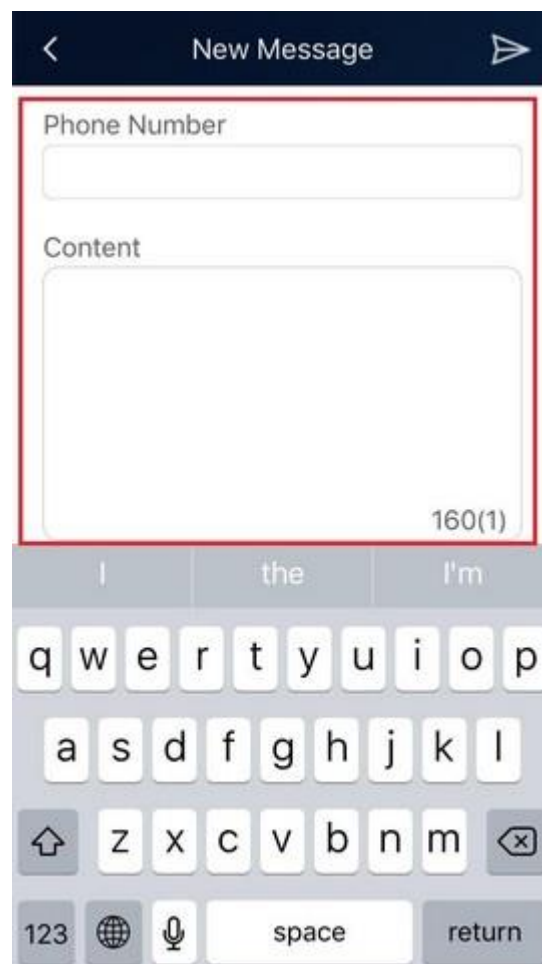 New Message
Phone Number
Content
160(1)
I the I'm
q w e r t y u i o p
a s d f g h j k l
z x c v b n m
123 space return